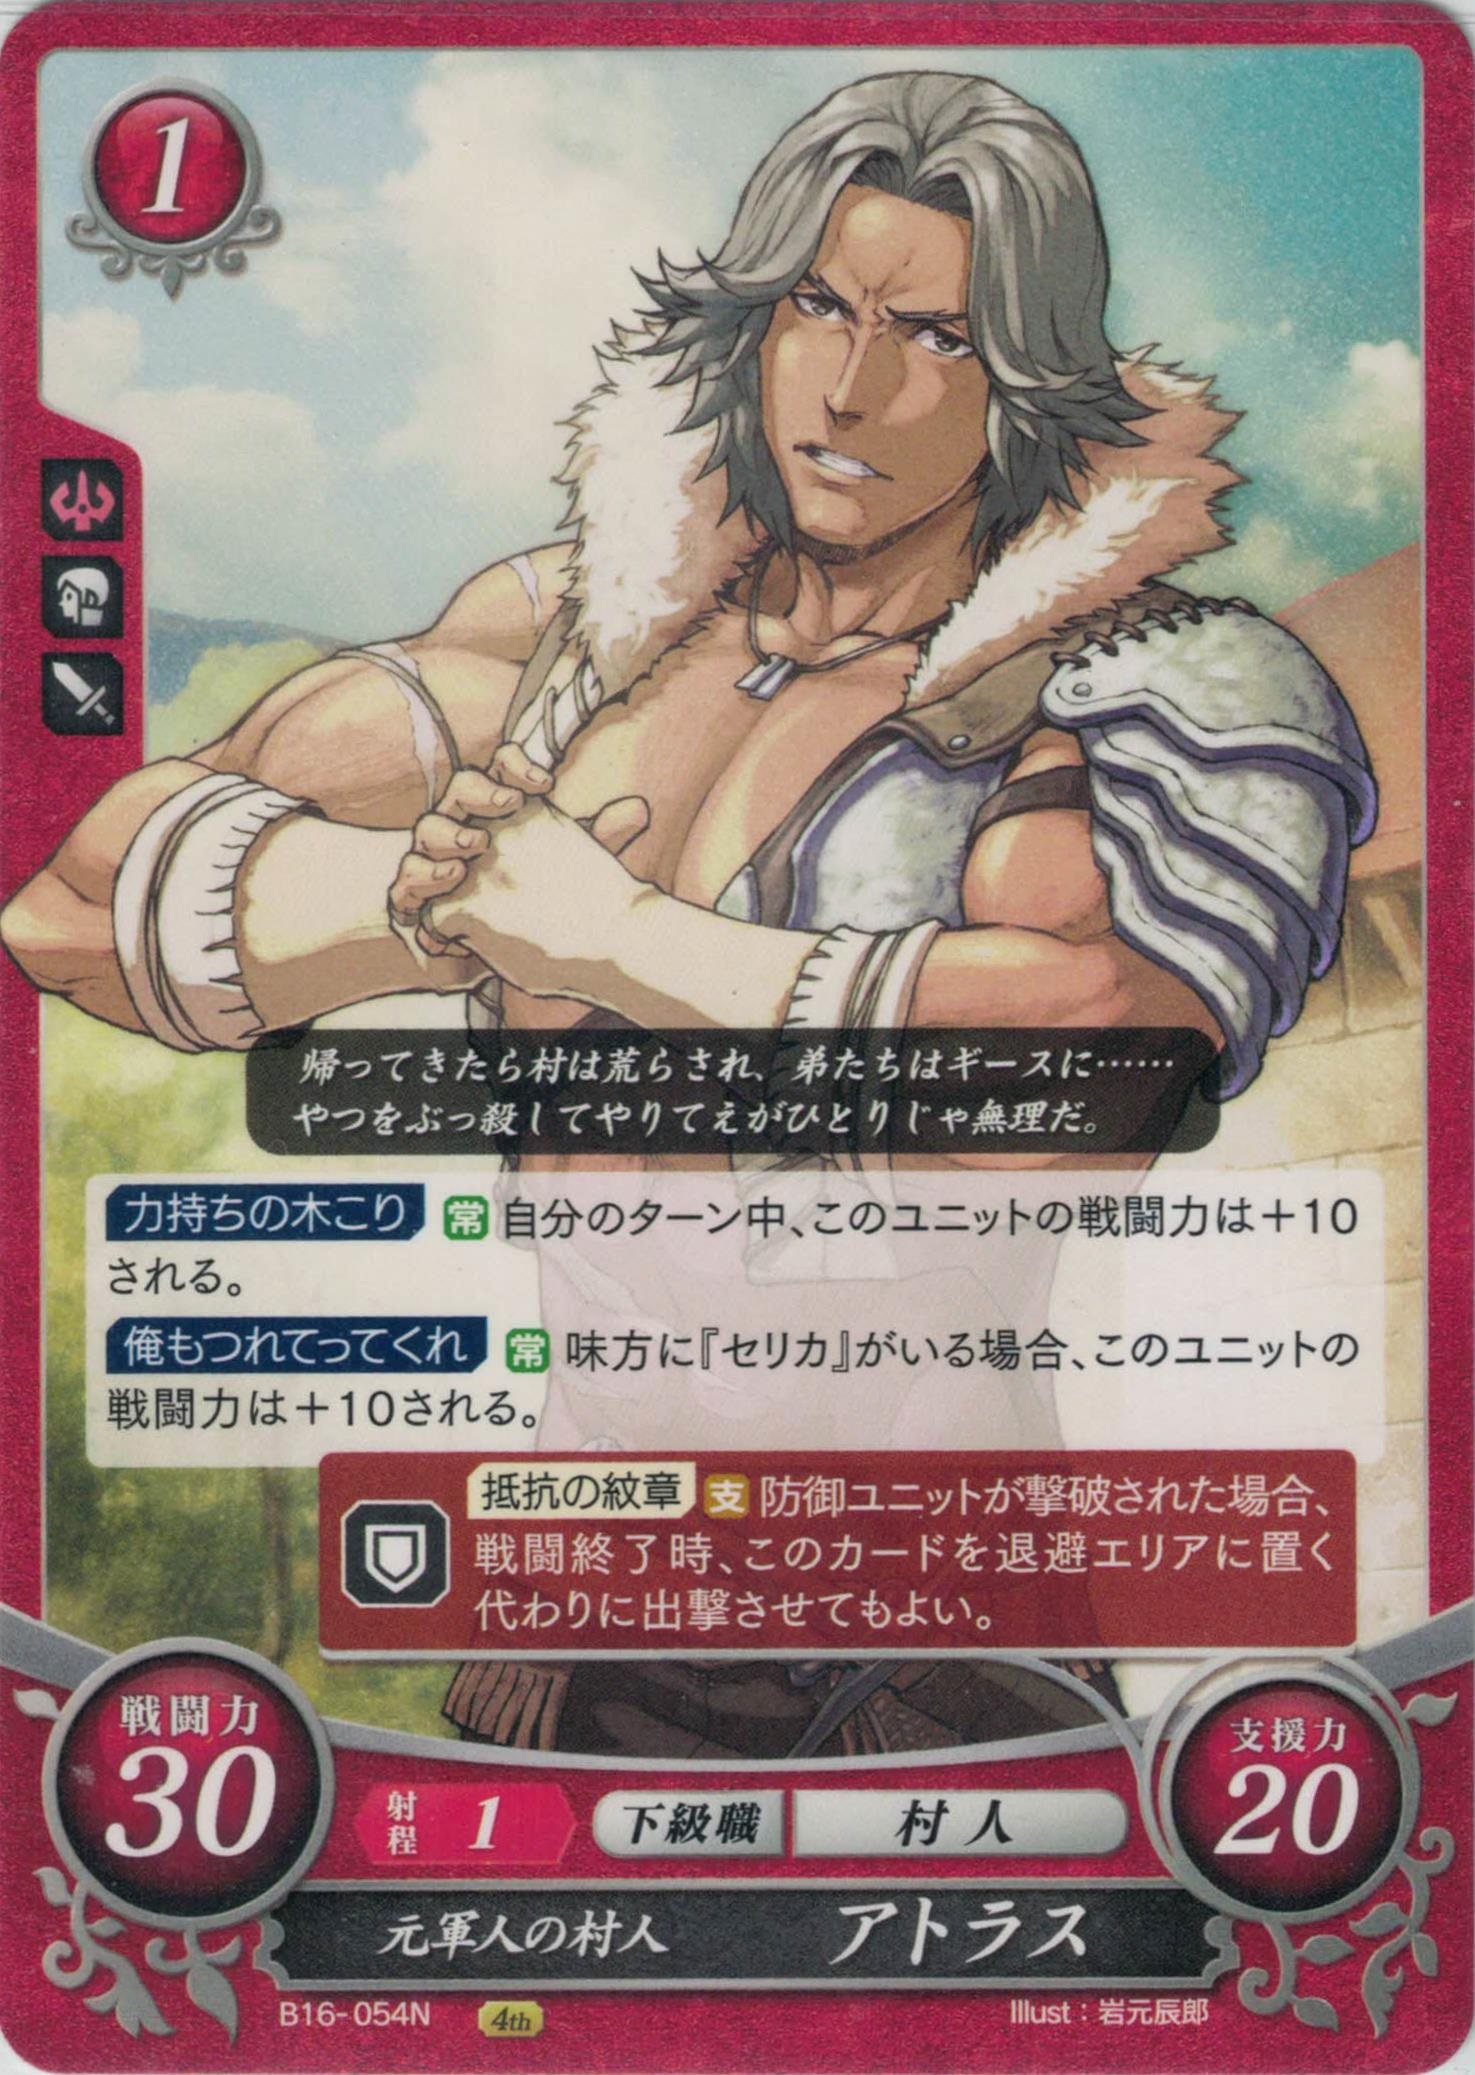 1
帰ってきたら村は荒らされ、弟たちはギースに……
やつをぶっ殺してやりてえがひとりじゃ無理だ。
力持ちの木こり 常 自分のターン中、このユニットの戦闘力は＋10
される。
俺もつれてってくれ 常 味方に『セリカ』がいる場合、このユニットの
戦闘力は＋10される。
抵抗の紋章 支 防御ユニットが撃破された場合、
戦闘終了時、このカードを退避エリアに置く
代わりに出撃させてもよい。
戦闘力
30
射程 1
下級職 村人
支援力
20
元軍人の村人 アトラス
B16-054N 4th Illust：岩元辰郎